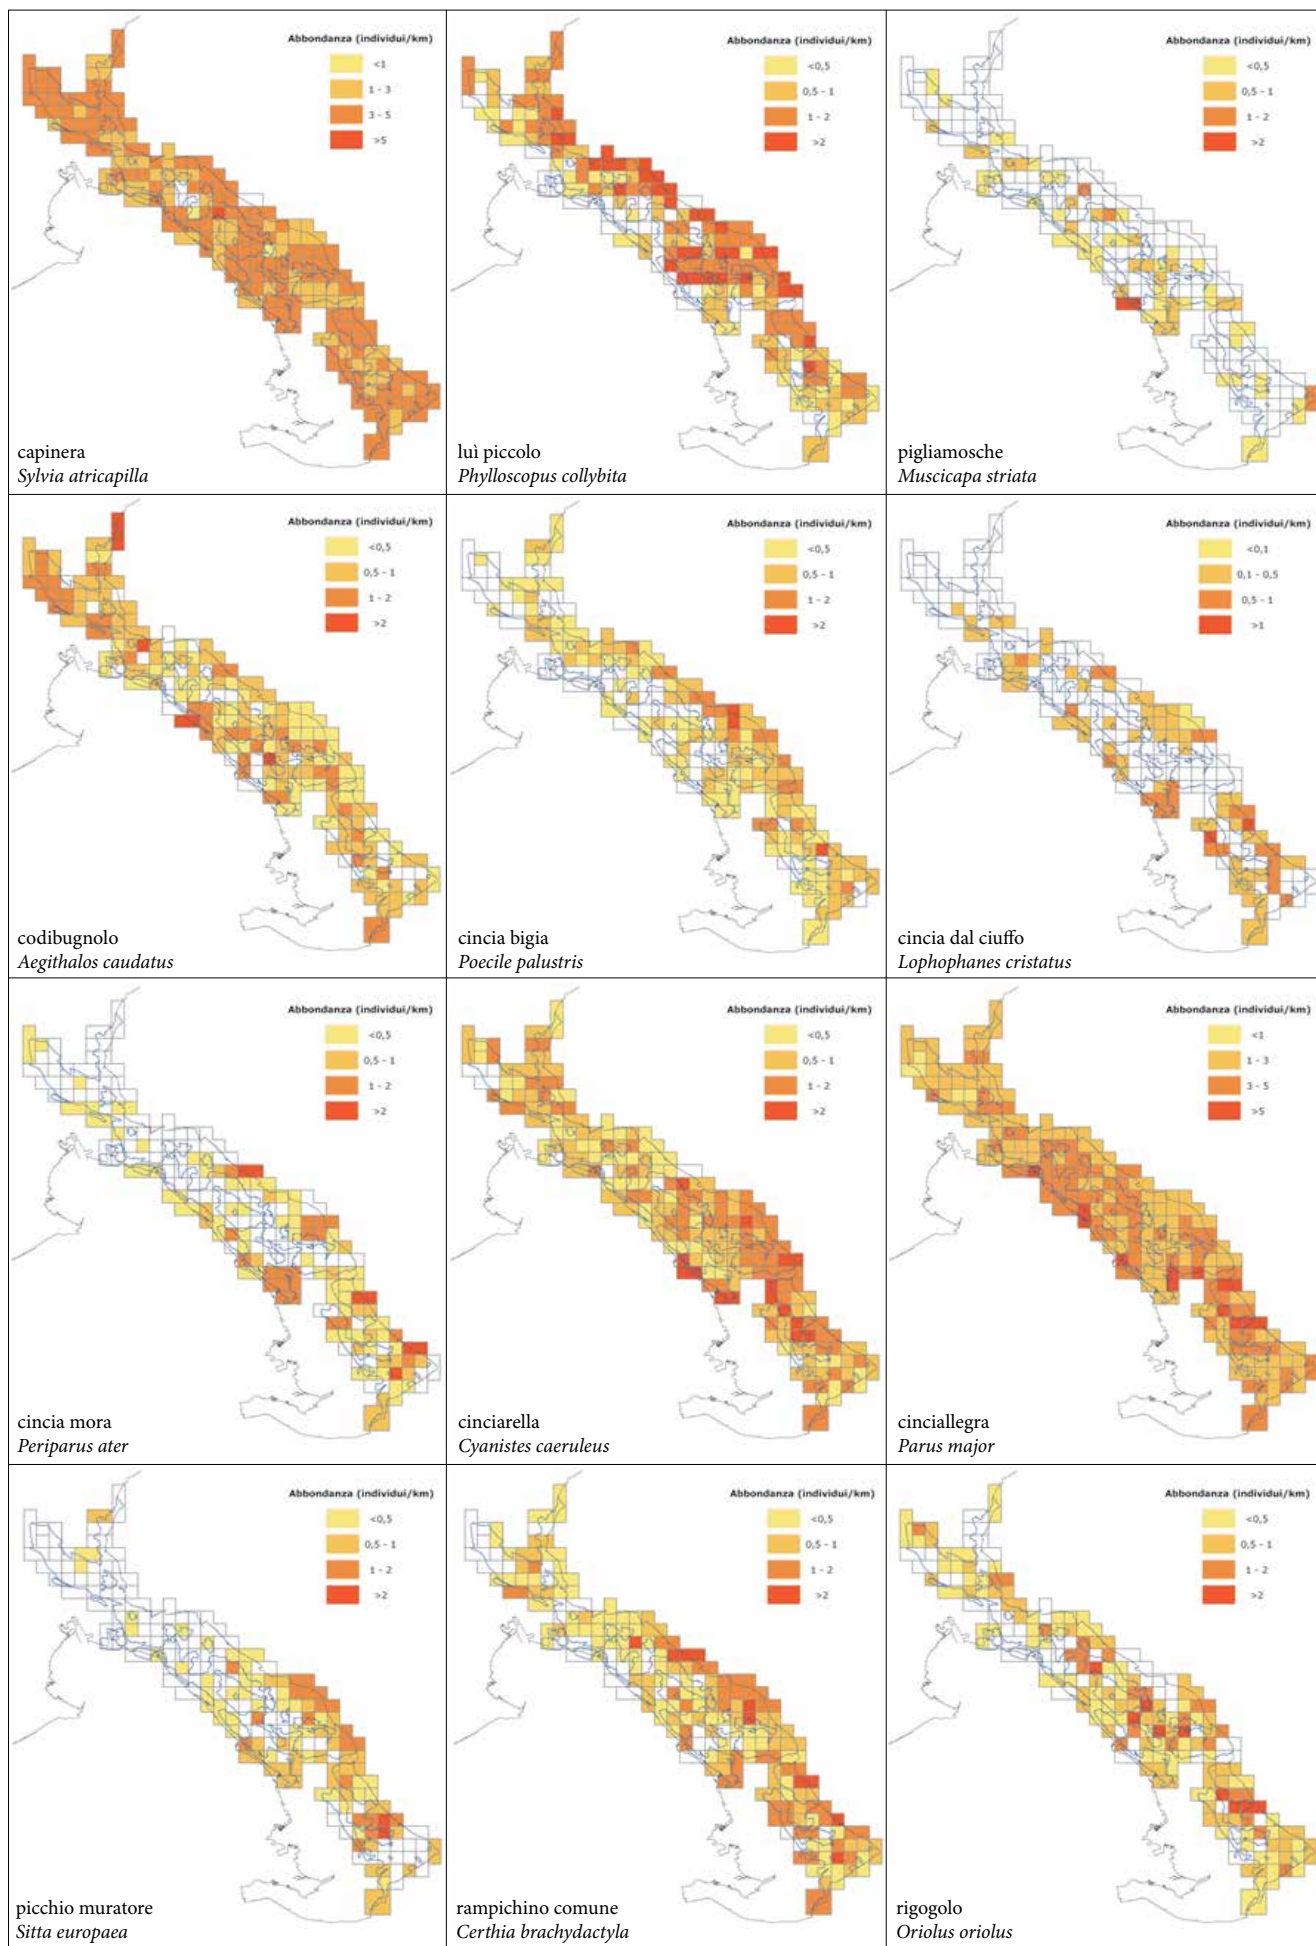 Abbondanza (individui/km)
<1
1 - 3
3 - 5
>5
capinera
Sylvia atricapilla
Abbondanza (individui/km)
<0,5
0,5 - 1
1 - 2
>2
luì piccolo
Phylloscopus collybita
Abbondanza (individui/km)
<0,5
0,5 - 1
1 - 2
>2
pigliamosche
Muscicapa striata
Abbondanza (individui/km)
<0,5
0,5 - 1
1 - 2
>2
codibugnolo
Aegithalos caudatus
Abbondanza (individui/km)
<0,5
0,5 - 1
1 - 2
>2
cincia bigia
Poecile palustris
Abbondanza (individui/km)
<0,1
0,1 - 0,5
0,5 - 1
>1
cincia dal ciuffo
Lophophanes cristatus
Abbondanza (individui/km)
<0,5
0,5 - 1
1 - 2
>2
cincia mora
Periparus ater
Abbondanza (individui/km)
<0,5
0,5 - 1
1 - 2
>2
cinciarella
Cyanistes caeruleus
Abbondanza (individui/km)
<1
1 - 3
3 - 5
>5
cinciallegra
Parus major
Abbondanza (individui/km)
<0,5
0,5 - 1
1 - 2
>2
picchio muratore
Sitta europaea
Abbondanza (individui/km)
<0,5
0,5 - 1
1 - 2
>2
rampichino comune
Certhia brachydactyla
Abbondanza (individui/km)
<0,5
0,5 - 1
1 - 2
>2
rigogolo
Oriolus oriolus